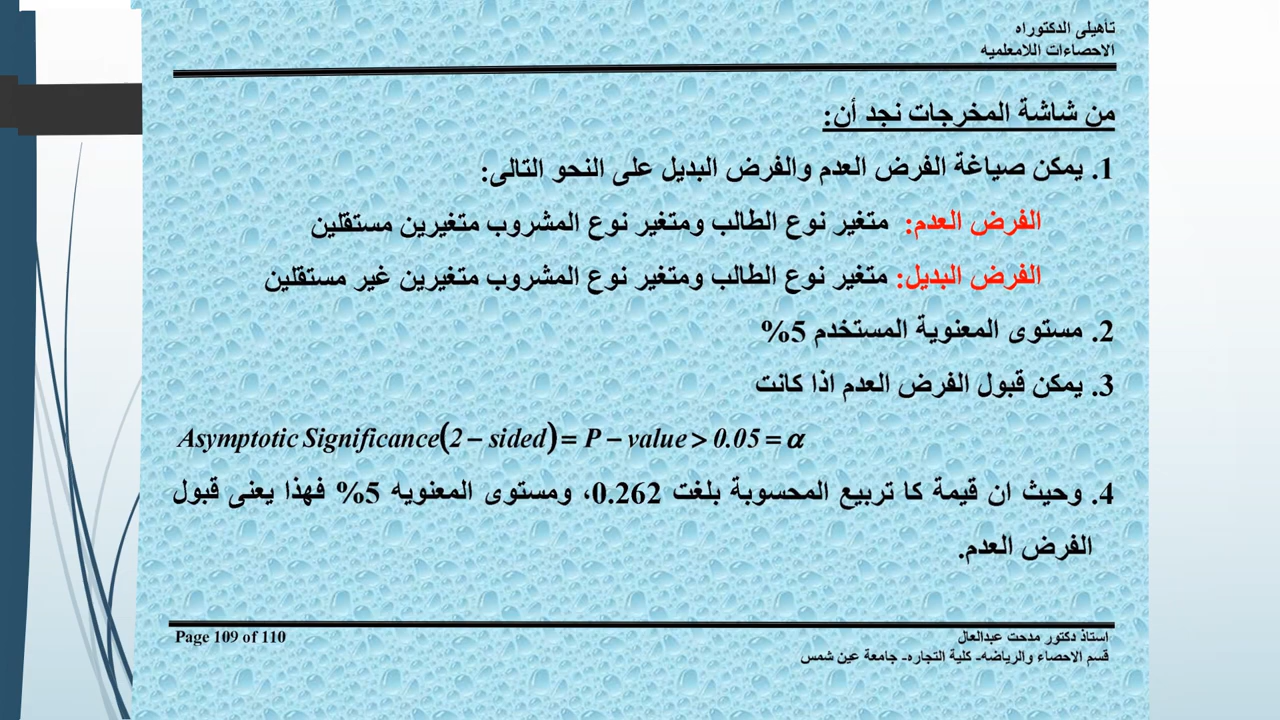 تأهيلى الدكتوراه
الاحصاءات اللامعلميه
من شاشة المخرجات نجد أن:
1. يمكن صياغة الفرض العدم والفرض البديل على النحو التالى:
الفرض العدم: متغير نوع الطالب ومتغير نوع المشروب متغيرين مستقلين
الفرض البديل: متغير نوع الطالب ومتغير نوع المشروب متغيرين غير مستقلين
2. مستوى المعنوية المستخدم 5%
3. يمكن قبول الفرض العدم اذا كانت
Asymptotic Significance(2 – sided) = P – value > 0.05 = α
4. وحيث ان قيمة كا تربيع المحسوبة بلغت 0.262، ومستوى المعنويه 5% فهذا يعنى قبول
الفرض العدم.
استاذ دكتور مدحت عبدالعال
قسم الاحصاء والرياضه- كلية التجاره- جامعة عين شمس
Page 109 of 110